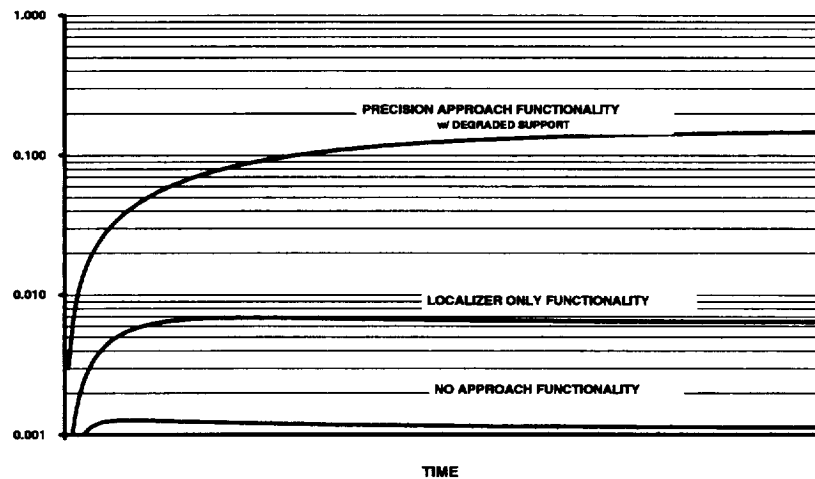 1.000
PRECISION APPROACH FUNCTIONALITY
w/ DEGRADED SUPPORT
0.100
0.010
LOCALIZER ONLY FUNCTIONALITY
NO APPROACH FUNCTIONALITY
0.001
TIME